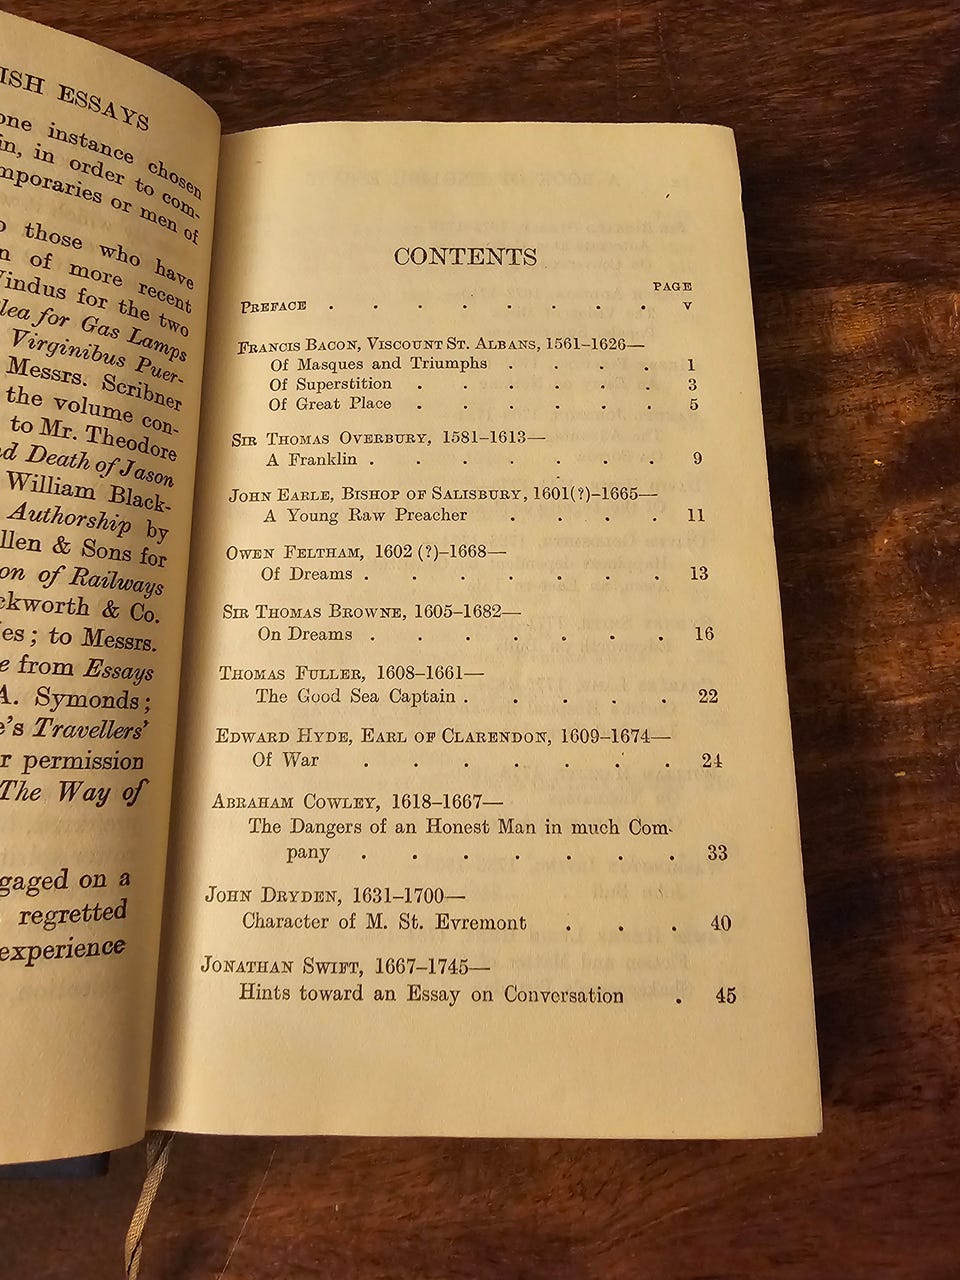 ISH ESSAYS
one instance chosen
in, in order to com-
mporaries or men of
those who have
n of more recent
Vindus for the two
lea for Gas Lamps
Virginibus Puer-
Messrs. Scribner
the volume con-
to Mr. Theodore
nd Death of Jason
William Black-
Authorship by
llen & Sons for
on of Railways
ckworth & Co.
es; to Messrs.
e from Essays
A. Symonds;
e's Travellers'
r permission
The Way of
gaged on a
regretted
experience
CONTENTS
PAGE
PREFACE . . . . . . . . v
FRANCIS BACON, VISCOUNT ST. ALBANS, 1561–1626—
Of Masques and Triumphs . . . . 1
Of Superstition . . . . . . 3
Of Great Place . . . . . . 5
SIR THOMAS OVERBURY, 1581–1613—
A Franklin . . . . . . . 9
JOHN EARLE, BISHOP OF SALISBURY, 1601(?)–1665—
A Young Raw Preacher . . . . 11
OWEN FELTHAM, 1602 (?)–1668—
Of Dreams . . . . . . . 13
SIR THOMAS BROWNE, 1605–1682—
On Dreams . . . . . . . 16
THOMAS FULLER, 1608–1661—
The Good Sea Captain . . . . . 22
EDWARD HYDE, EARL OF CLARENDON, 1609–1674—
Of War . . . . . . . 24
ABRAHAM COWLEY, 1618–1667—
The Dangers of an Honest Man in much Com-
pany . . . . . . . 33
JOHN DRYDEN, 1631–1700—
Character of M. St. Evremont . . . 40
JONATHAN SWIFT, 1667–1745—
Hints toward an Essay on Conversation . 45